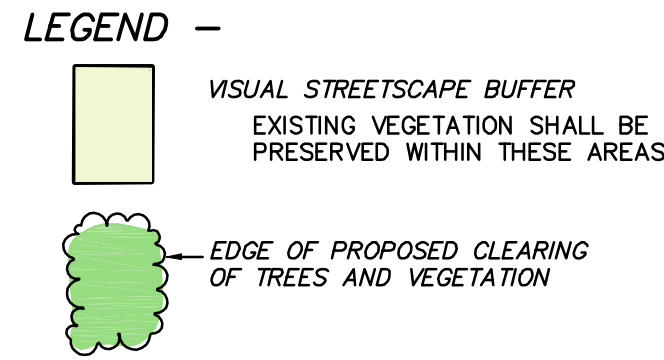 LEGEND –
VISUAL STREETSCAPE BUFFER
EXISTING VEGETATION SHALL BE
PRESERVED WITHIN THESE AREAS
EDGE OF PROPOSED CLEARING
OF TREES AND VEGETATION